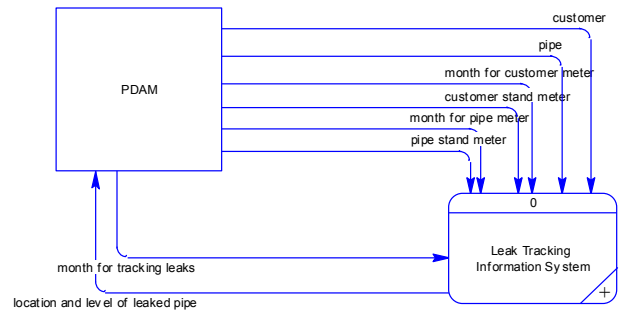 customer
pipe
month for customer meter
PDAM
customer stand meter
month for pipe meter
pipe stand meter
0
Leak Tracking
Information System
month for tracking leaks
+
location and level of leaked pipe